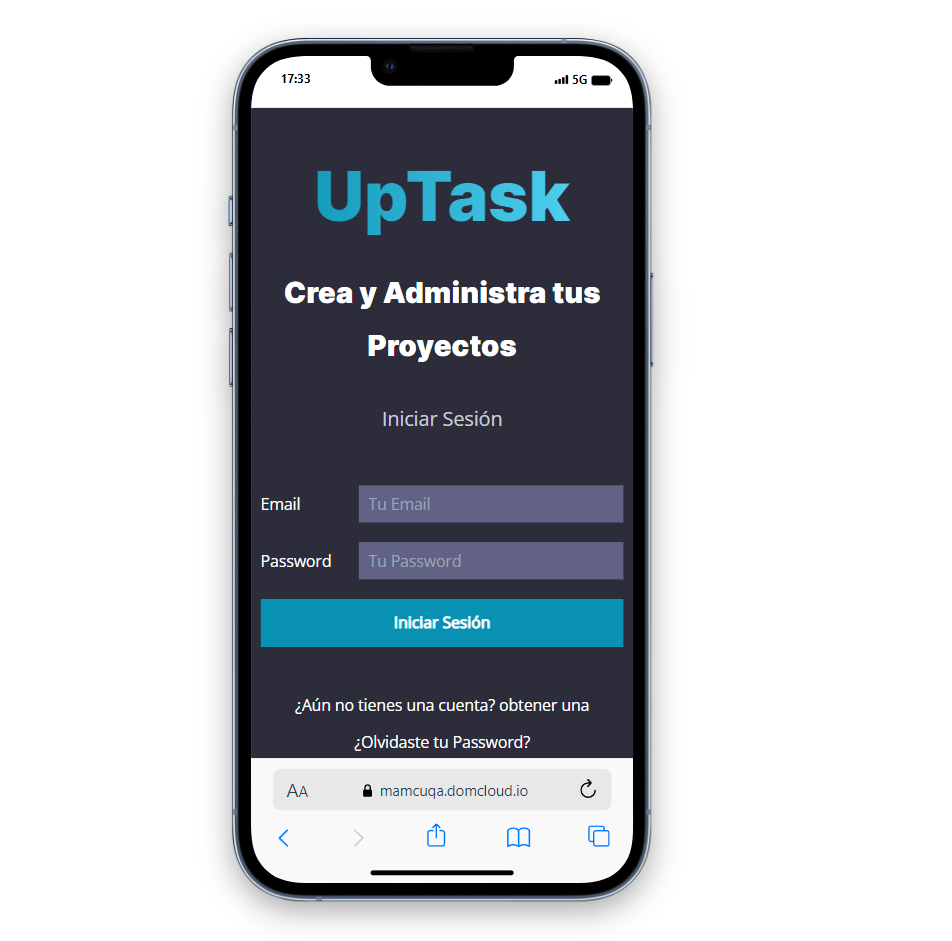 17:33
5G
UpTask
Crea y Administra tus
Proyectos
Iniciar Sesión
Email
Tu Email
Password
Tu Password
Iniciar Sesión
¿Aún no tienes una cuenta? obtener una
¿Olvidaste tu Password?
AA
mamcuqa.domcloud.io